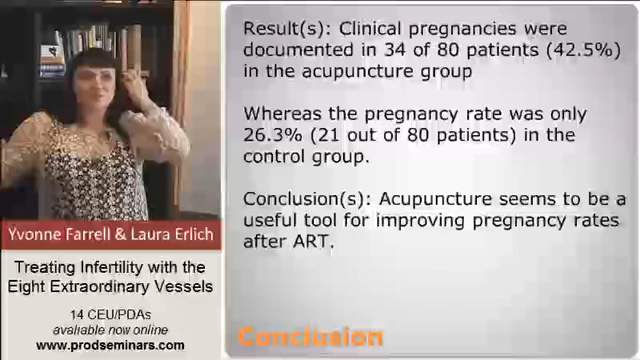 Result(s): Clinical pregnancies were
documented in 34 of 80 patients (42.5%)
in the acupuncture group
Whereas the pregnancy rate was only
26.3% (21 out of 80 patients) in the
control group.
Conclusion(s): Acupuncture seems to be a
useful tool for improving pregnancy rates
after ART.
Conclusion
Yvonne Farrell & Laura Erlich
Treating Infertility with the
Eight Extraordinary Vessels
14 CEU/PDAs
available now online
www.prodseminars.com